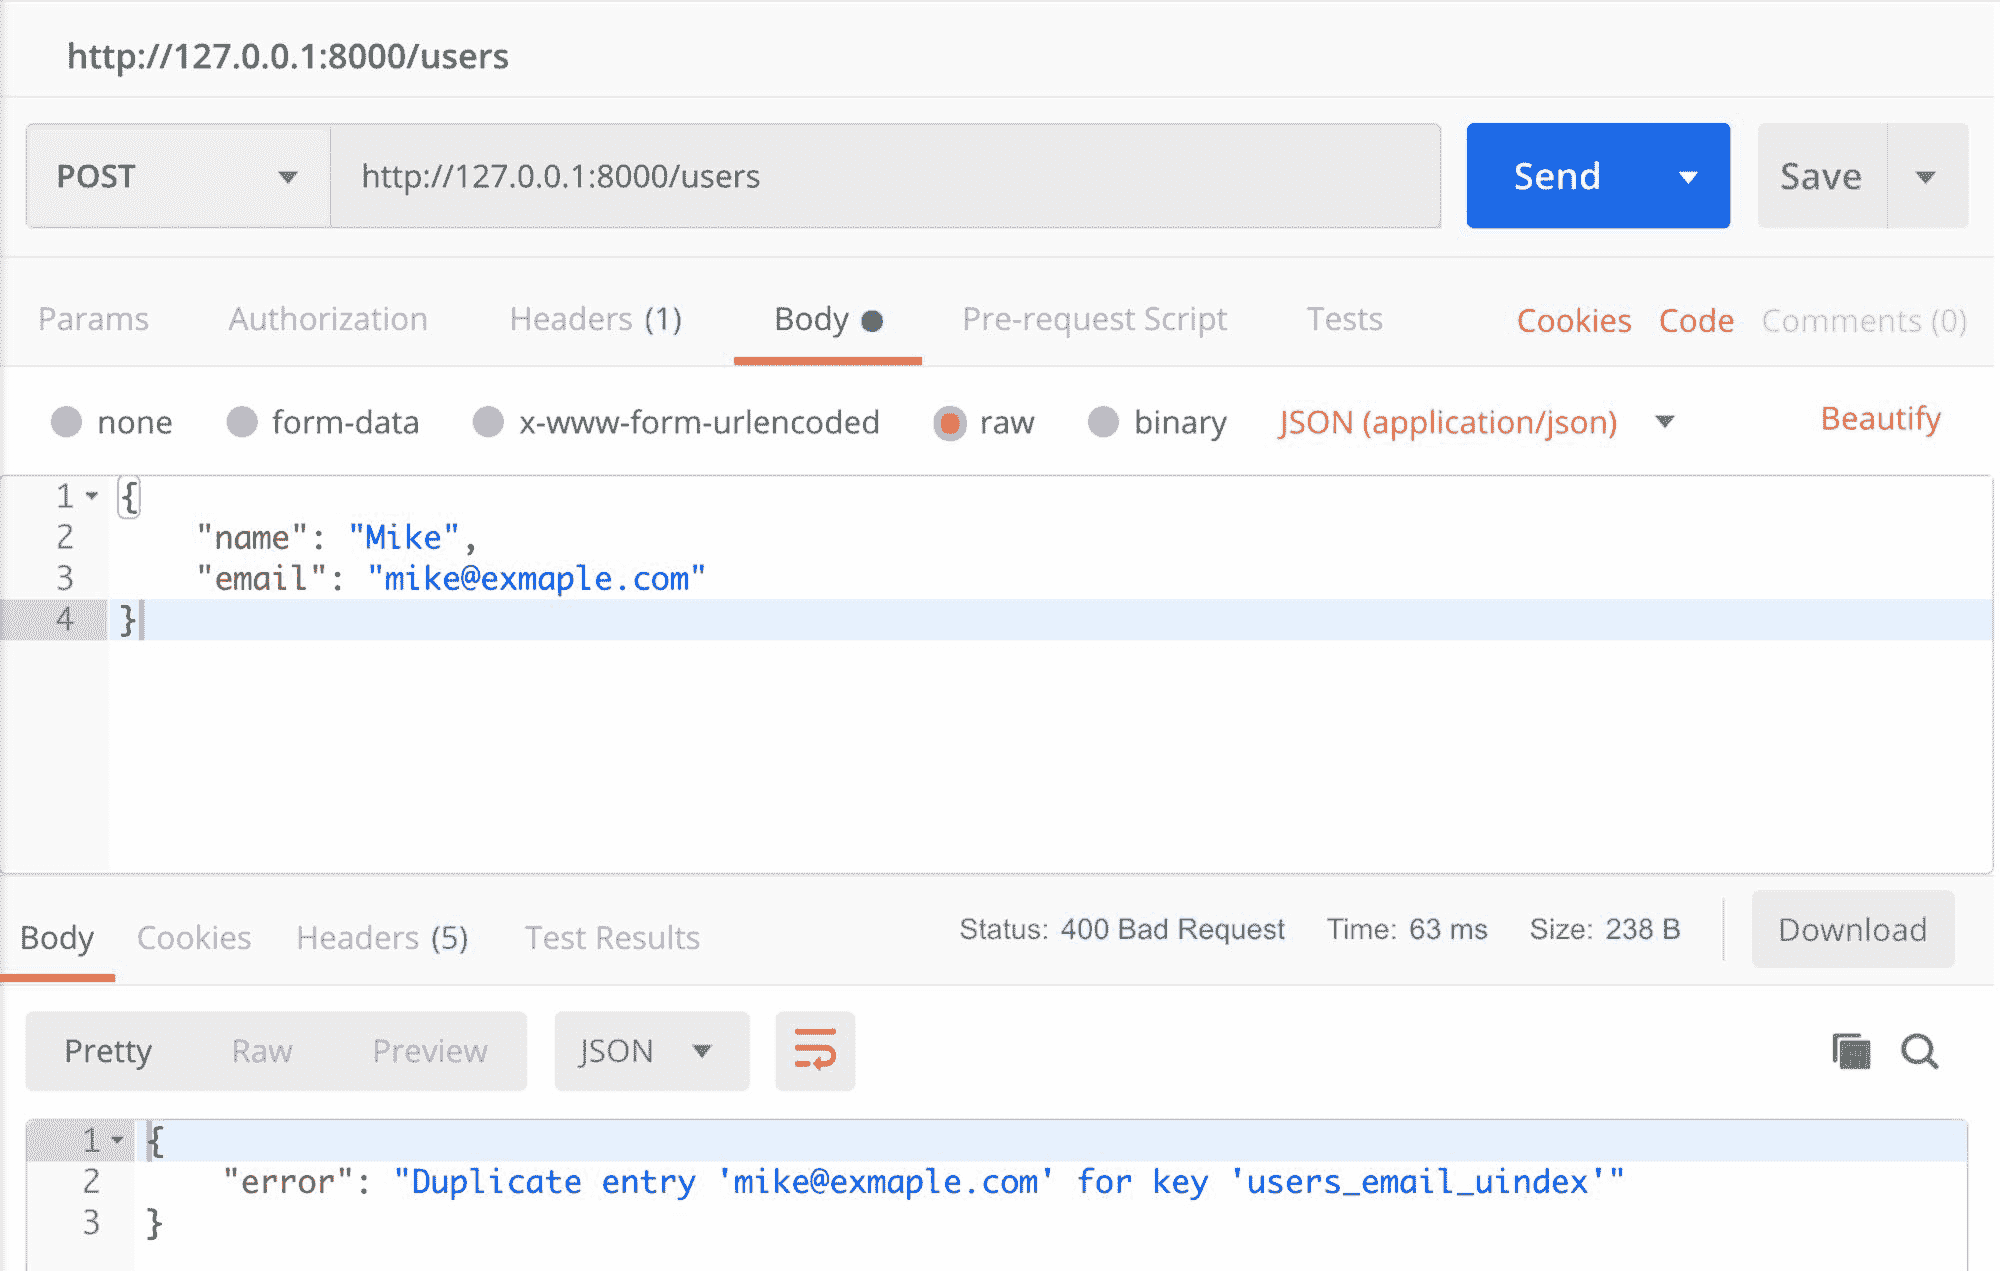 http://127.0.0.1:8000/users
POST http://127.0.0.1:8000/users Send Save
Params Authorization Headers (1) Body Pre-request Script Tests Cookies Code Comments (0)
none form-data x-www-form-urlencoded raw binary JSON (application/json) Beautify
1 {
2 "name": "Mike",
3 "email": "mike@exmaple.com"
4 }
Body Cookies Headers (5) Test Results Status: 400 Bad Request Time: 63 ms Size: 238 B Download
Pretty Raw Preview JSON
1 {
2 "error": "Duplicate entry 'mike@exmaple.com' for key 'users_email_uindex'"
3 }